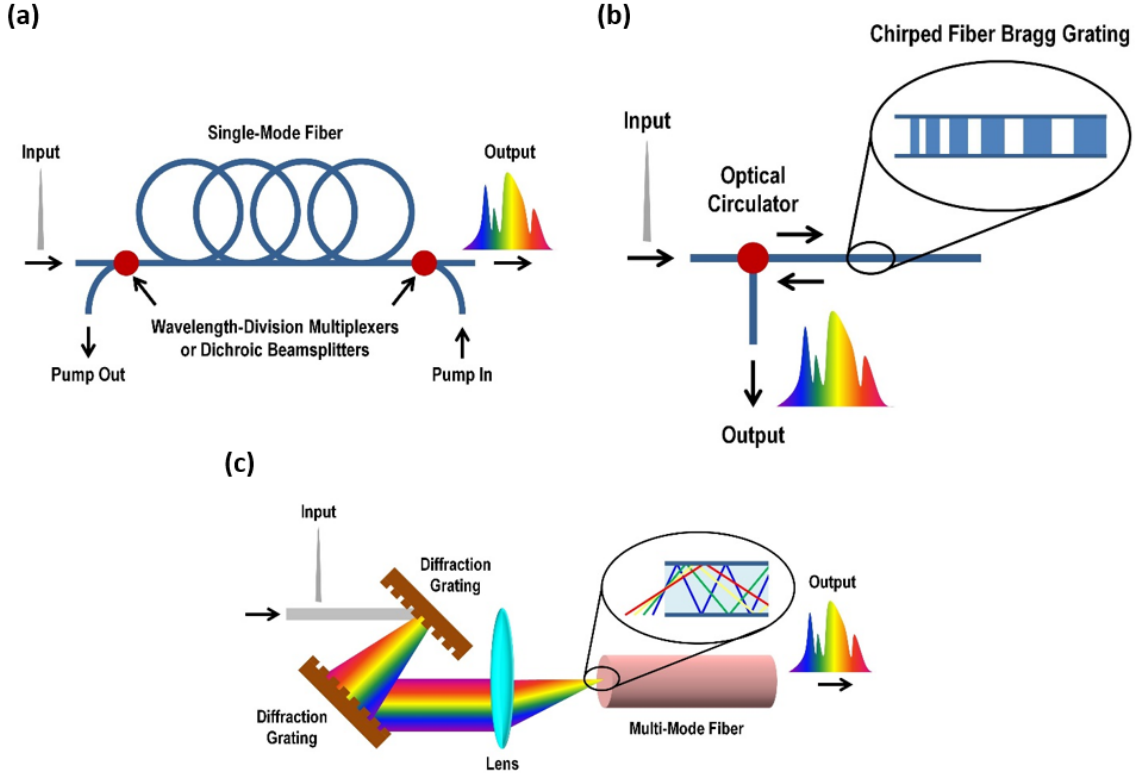 (a)
Single-Mode Fiber
Input
Output
Wavelength-Division Multiplexers
or Dichroic Beamsplitters
Pump Out
Pump In
(b)
Chirped Fiber Bragg Grating
Input
Optical
Circulator
Output
(c)
Input
Diffraction
Grating
Output
Diffraction
Grating
Lens
Multi-Mode Fiber